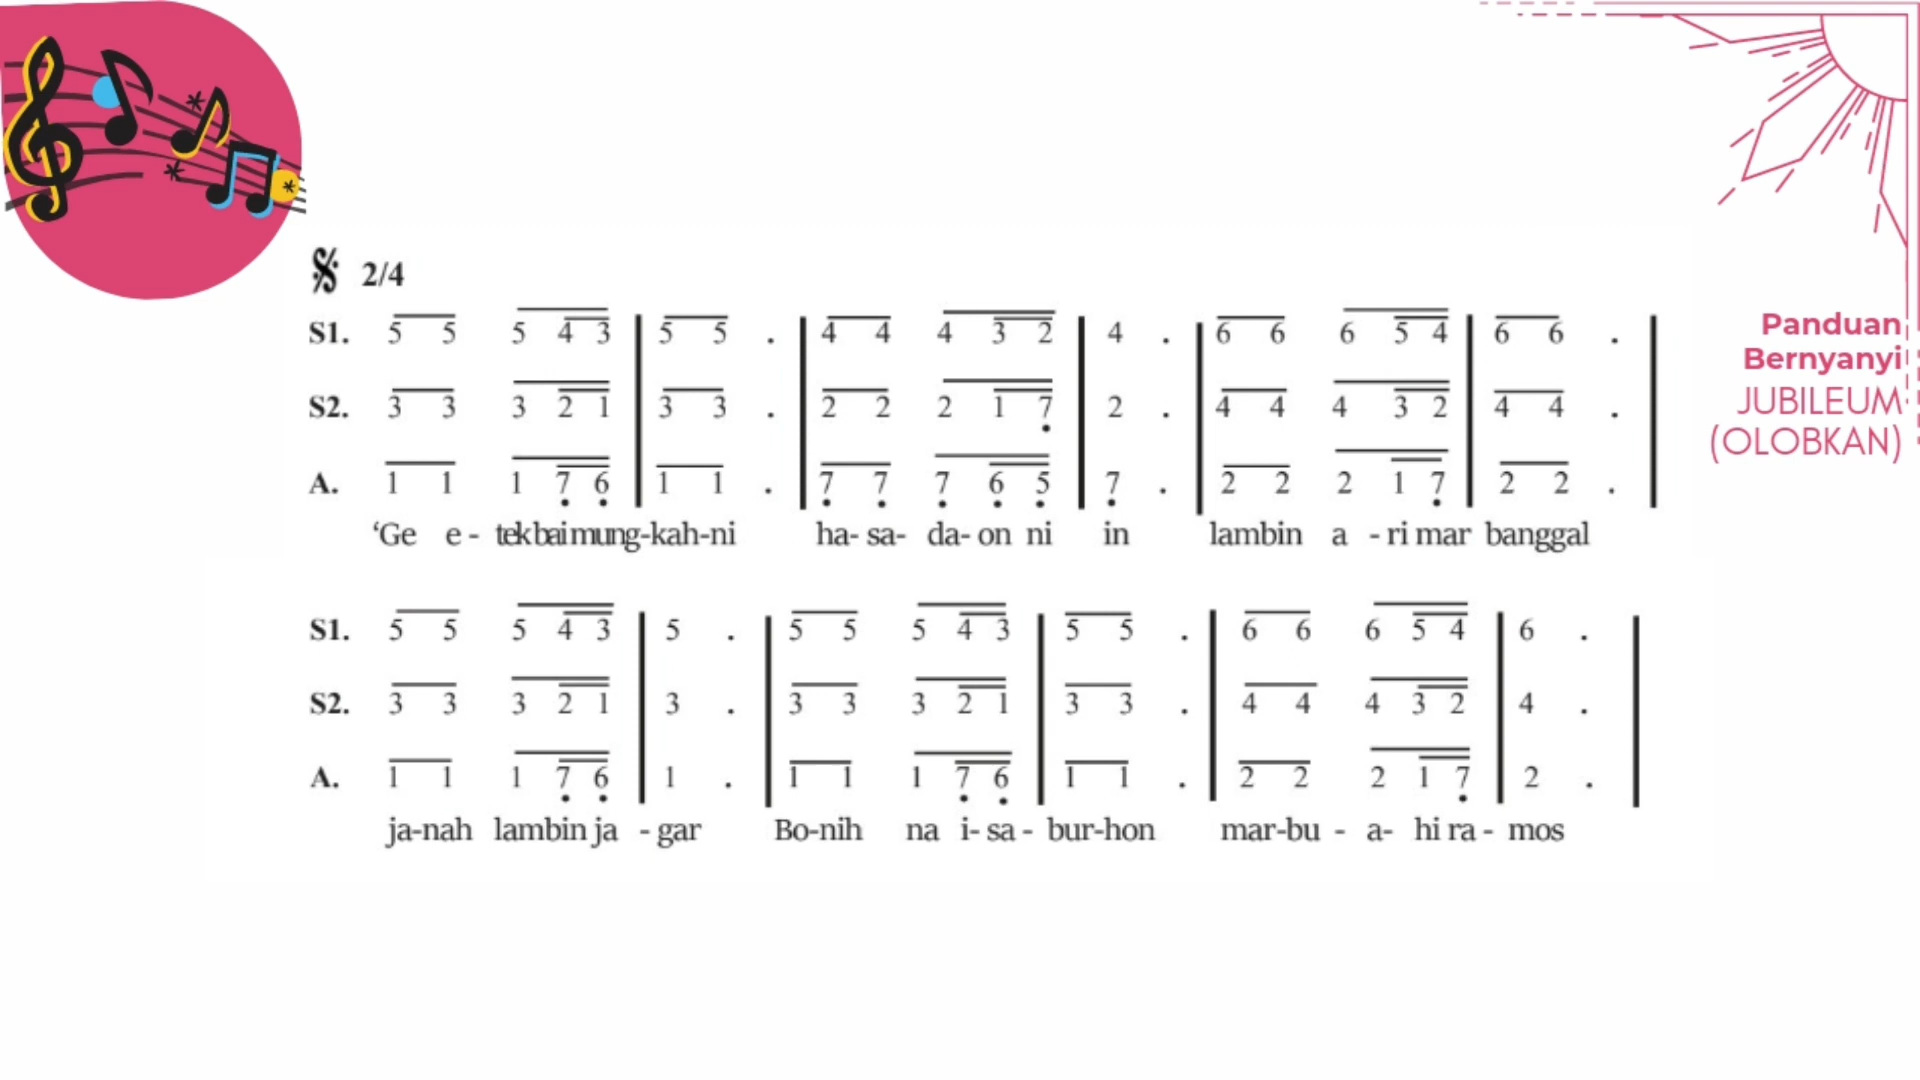 2/4
S1. 5 5 5 4 3 | 5 5 . | 4 4 4 3 2 | 4 . | 6 6 6 5 4 | 6 6 . |
S2. 3 3 3 2 1 | 3 3 . | 2 2 2 1 7̣ | 2 . | 4 4 4 3 2 | 4 4 . |
A. 1 1 1 7̣ 6̣ | 1 1 . | 7̣ 7̣ 7̣ 6̣ 5̣ | 7̣ . | 2 2 2 1 7̣ | 2 2 . |
‘Ge e - tek bai mung-kah-ni ha- sa- da- on ni in lambin a - ri mar banggal
S1. 5 5 5 4 3 | 5 . | 5 5 5 4 3 | 5 5 . | 6 6 6 5 4 | 6 . |
S2. 3 3 3 2 1 | 3 . | 3 3 3 2 1 | 3 3 . | 4 4 4 3 2 | 4 . |
A. 1 1 1 7̣ 6̣ | 1 . | 1 1 1 7̣ 6̣ | 1 1 . | 2 2 2 1 7̣ | 2 . |
ja-nah lambin ja - gar Bo-nih na i- sa - bur-hon mar-bu - a- hi ra - mos
Panduan
Bernyanyi
JUBILEUM
(OLOBKAN)